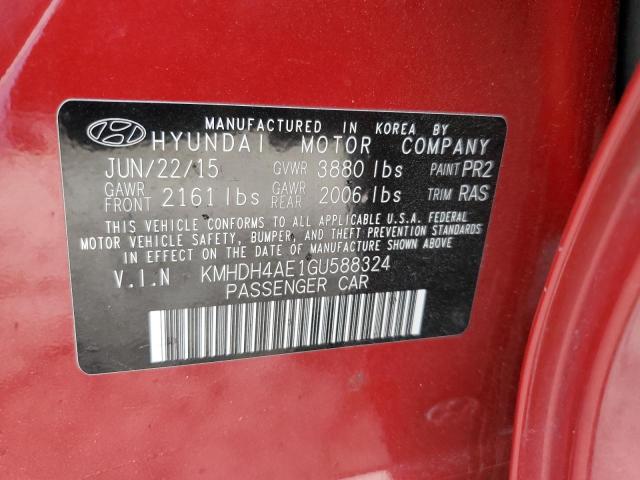 MANUFACTURED IN KOREA BY
HYUNDAI MOTOR COMPANY
JUN/22/15 GVWR 3880 lbs PAINT PR2
GAWR FRONT 2161 lbs GAWR REAR 2006 lbs TRIM RAS
THIS VEHICLE CONFORMS TO ALL APPLICABLE U.S.A. FEDERAL
MOTOR VEHICLE SAFETY, BUMPER, AND THEFT PREVENTION STANDARDS
IN EFFECT ON THE DATE OF MANUFACTURE SHOWN ABOVE.
V.I.N KMHDH4AE1GU588324
PASSENGER CAR